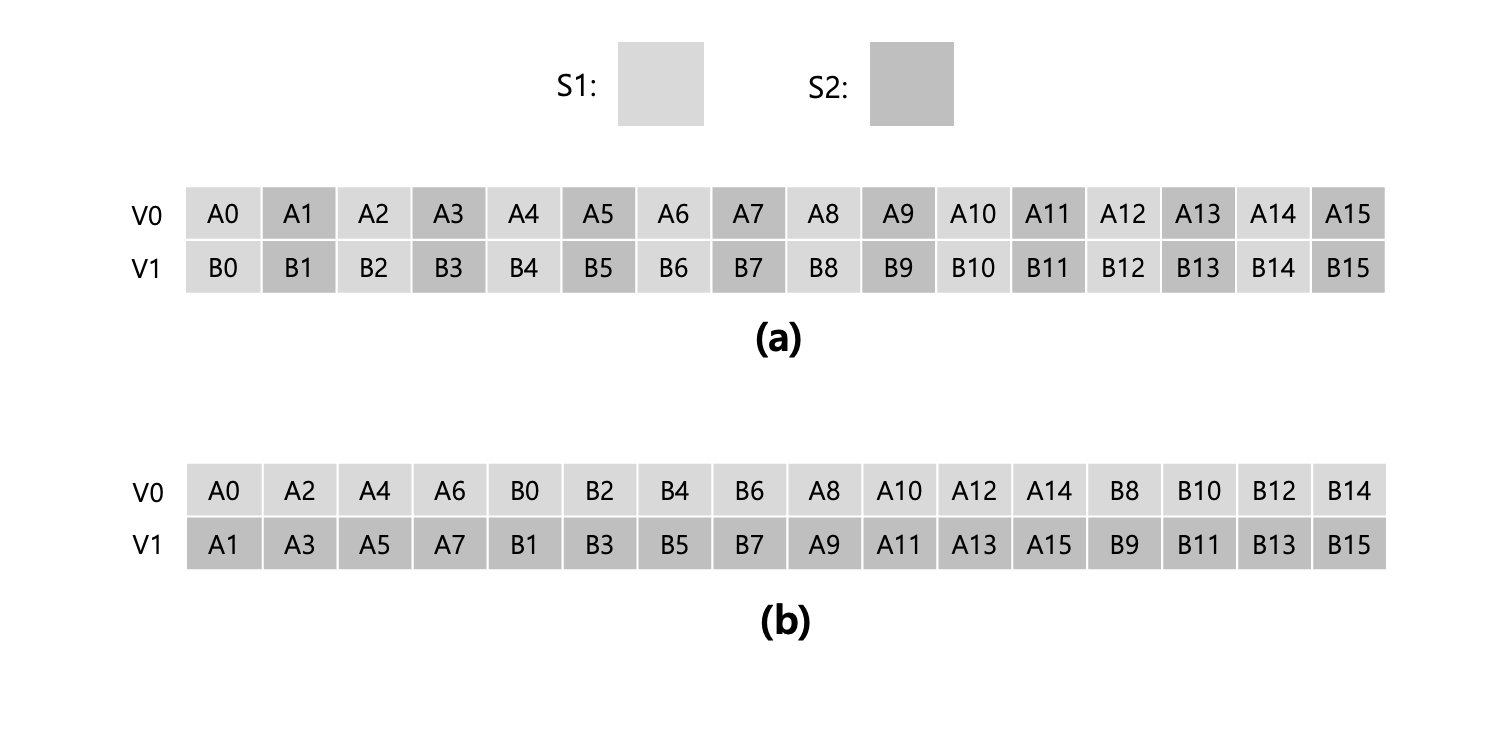 S1: S2:
V0 A0 A1 A2 A3 A4 A5 A6 A7 A8 A9 A10 A11 A12 A13 A14 A15
V1 B0 B1 B2 B3 B4 B5 B6 B7 B8 B9 B10 B11 B12 B13 B14 B15
(a)
V0 A0 A2 A4 A6 B0 B2 B4 B6 A8 A10 A12 A14 B8 B10 B12 B14
V1 A1 A3 A5 A7 B1 B3 B5 B7 A9 A11 A13 A15 B9 B11 B13 B15
(b)